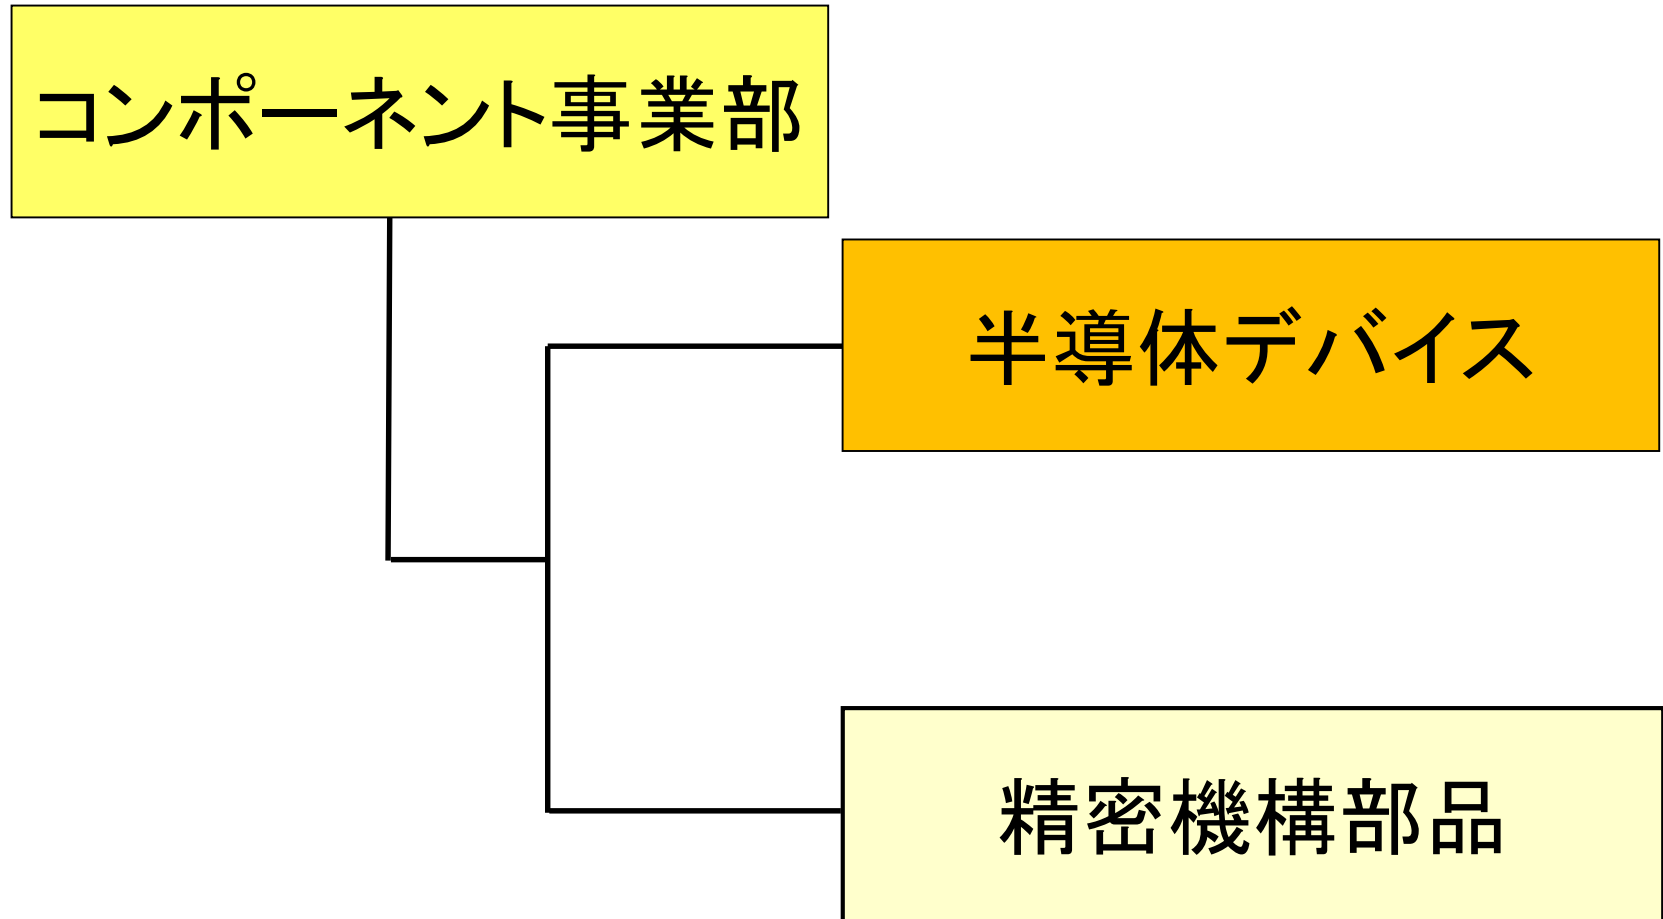 コンポーネント事業部
半導体デバイス
精密機構部品